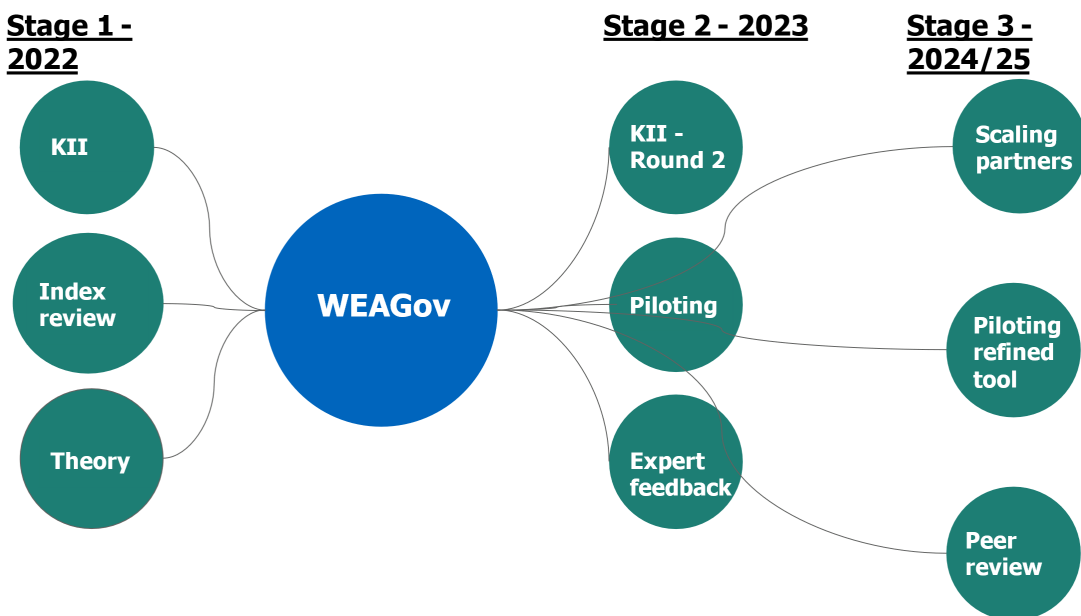 Stage 1 -
2022
KII
Index
review
Theory
WEAGov
Stage 2 - 2023
KII -
Round 2
Piloting
Expert
feedback
Stage 3 -
2024/25
Scaling
partners
Piloting
refined
tool
Peer
review